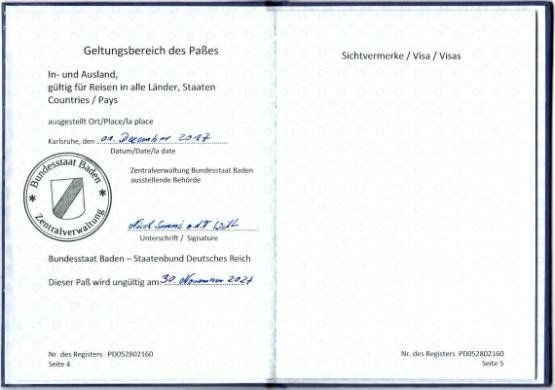 Geltungsbereich des Paßes
In- und Ausland,
gültig für Reisen in alle Länder, Staaten
Countries / Pays
ausgestellt Ort/Place/la place
Karlsruhe, den 01. Dezember 2017
Datum/Date/la date
Bundesstaat Baden
Zentralverwaltung
Zentralverwaltung Bundesstaat Baden
ausstellende Behörde
Unterschrift / Signature
Bundesstaat Baden – Staatenbund Deutsches Reich
Dieser Paß wird ungültig am 30. November 2027
Nr. des Registers PD052802160
Seite 4
Sichtvermerke / Visa / Visas
Nr. des Registers PD052802160
Seite 5